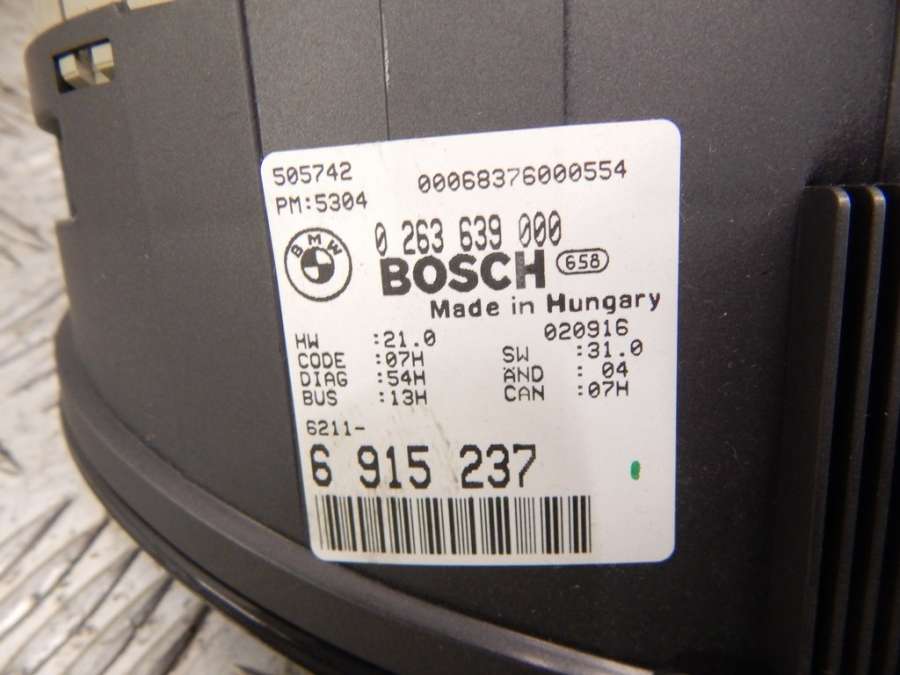 505742 00068376000554
PM:5304
BMW
0 263 639 000
BOSCH 658
Made in Hungary
020916
HW :21.0 SW :31.0
CODE :07H AND : 04
DIAG :54H CAN :07H
BUS :13H
6211-
6 915 237